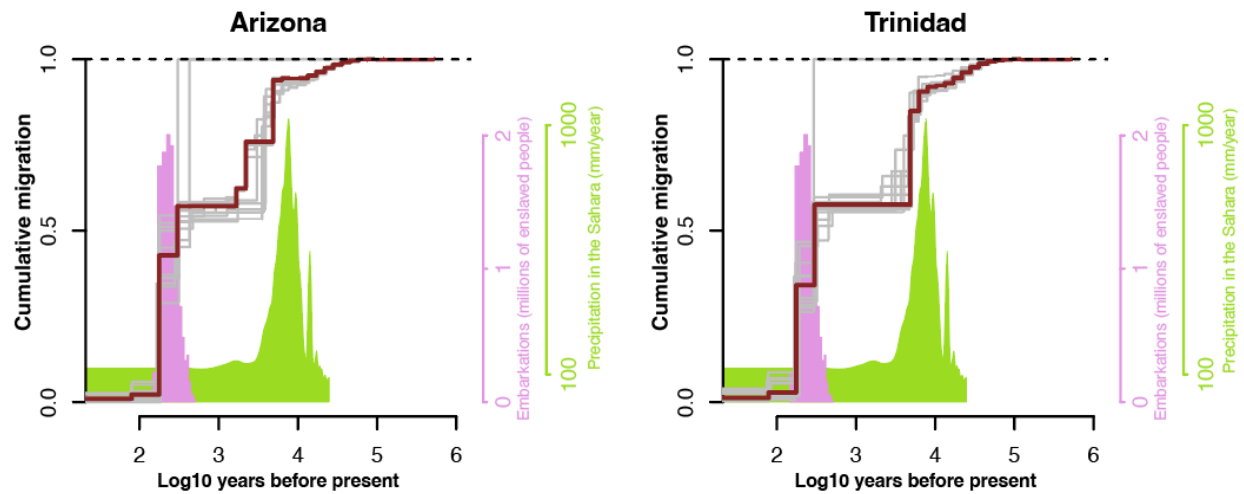 Arizona
Cumulative migration
0.0
0.5
1.0
2
3
4
5
6
Log10 years before present
0
1
2
Embarkations (millions of enslaved people)
100
1000
Precipitation in the Sahara (mm/year)
Trinidad
Cumulative migration
0.0
0.5
1.0
2
3
4
5
6
Log10 years before present
0
1
2
Embarkations (millions of enslaved people)
100
1000
Precipitation in the Sahara (mm/year)